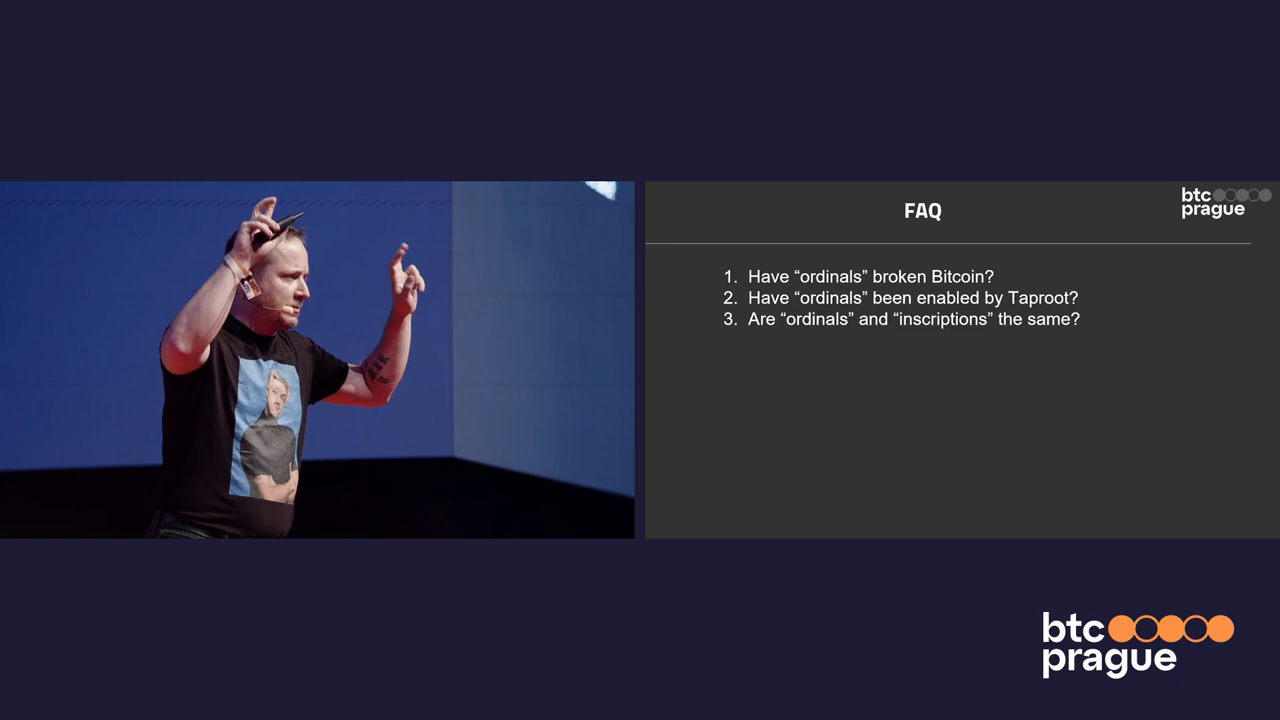 FAQ
btc
prague
1. Have “ordinals” broken Bitcoin?
2. Have “ordinals” been enabled by Taproot?
3. Are “ordinals” and “inscriptions” the same?
btc
prague